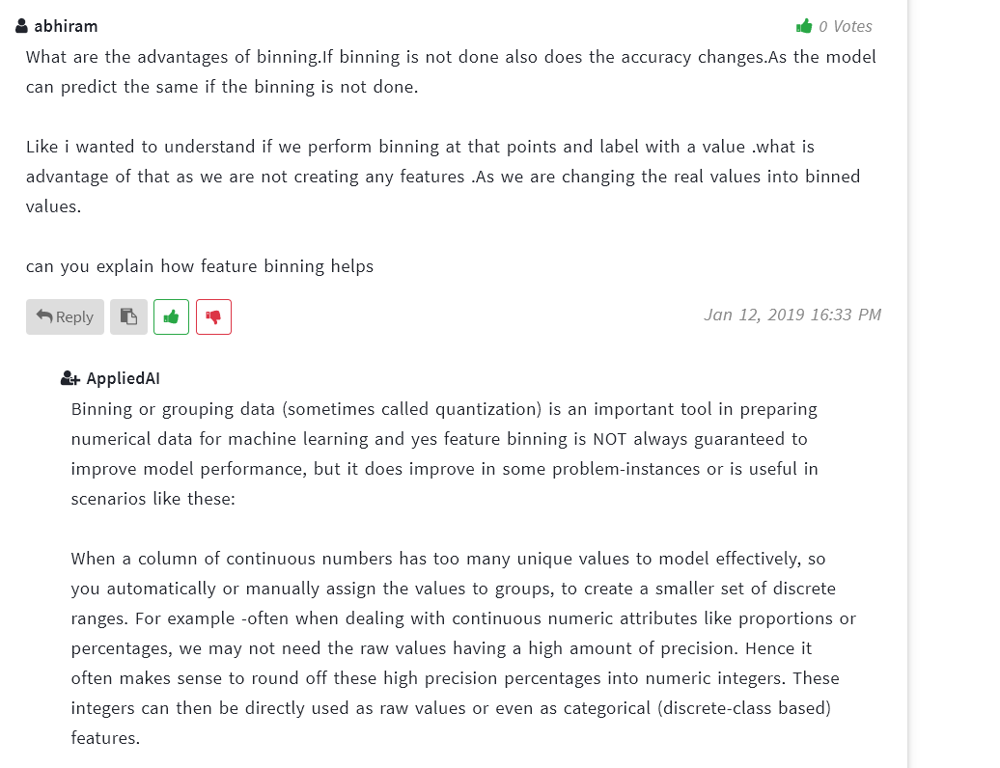 abhiram
0 Votes
What are the advantages of binning.If binning is not done also does the accuracy changes.As the model
can predict the same if the binning is not done.
Like i wanted to understand if we perform binning at that points and label with a value .what is
advantage of that as we are not creating any features .As we are changing the real values into binned
values.
can you explain how feature binning helps
Reply
Jan 12, 2019 16:33 PM
AppliedAI
Binning or grouping data (sometimes called quantization) is an important tool in preparing
numerical data for machine learning and yes feature binning is NOT always guaranteed to
improve model performance, but it does improve in some problem-instances or is useful in
scenarios like these:
When a column of continuous numbers has too many unique values to model effectively, so
you automatically or manually assign the values to groups, to create a smaller set of discrete
ranges. For example -often when dealing with continuous numeric attributes like proportions or
percentages, we may not need the raw values having a high amount of precision. Hence it
often makes sense to round off these high precision percentages into numeric integers. These
integers can then be directly used as raw values or even as categorical (discrete-class based)
features.